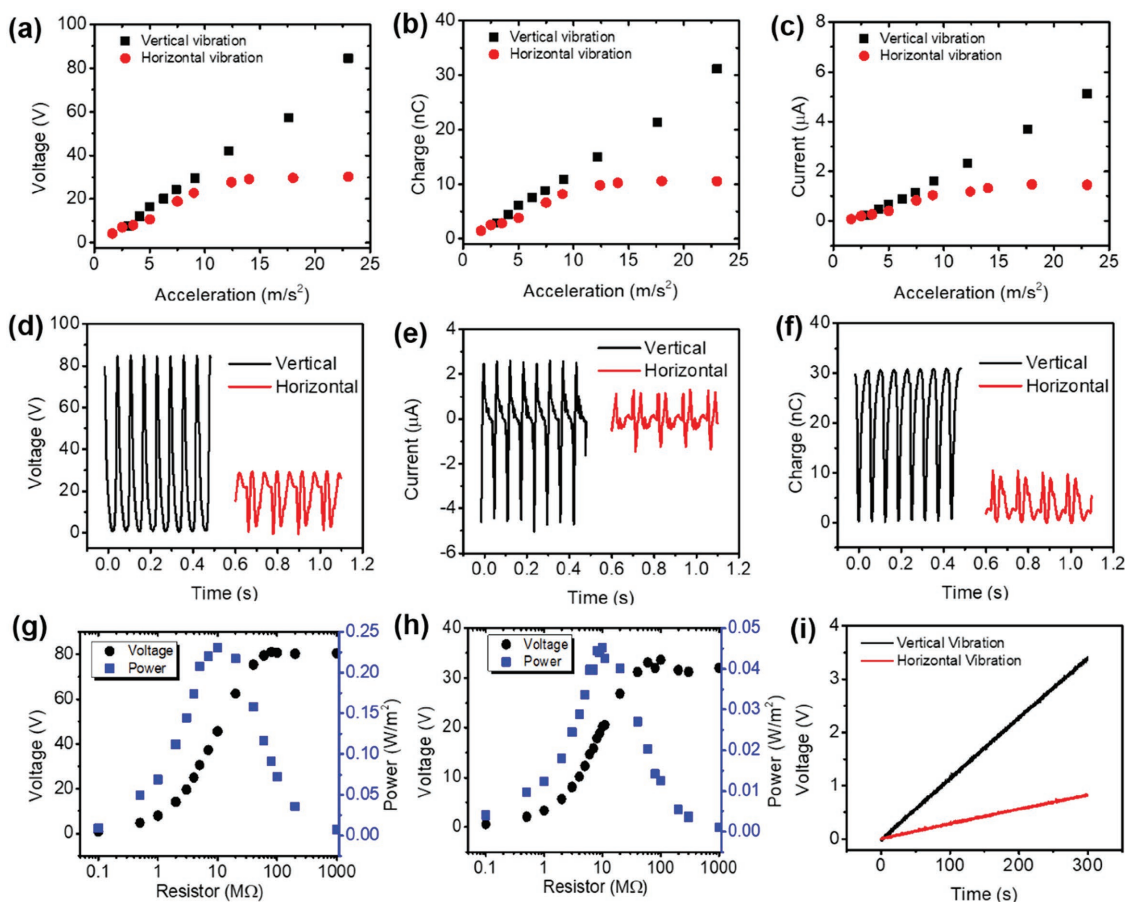 (a)
Vertical vibration
Horizontal vibration
Voltage (V)
100
80
60
40
20
0
0 5 10 15 20 25
Acceleration (m/s²)
(b)
Vertical vibration
Horizontal vibration
Charge (nC)
40
30
20
10
0
0 5 10 15 20 25
Acceleration (m/s²)
(c)
Vertical vibration
Horizontal vibration
Current (μA)
8
6
4
2
0
0 5 10 15 20 25
Acceleration (m/s²)
(d)
Vertical
Horizontal
Voltage (V)
100
80
60
40
20
0
0.0 0.2 0.4 0.6 0.8 1.0 1.2
Time (s)
(e)
Vertical
Horizontal
Current (μA)
4
2
0
-2
-4
-6
0.0 0.2 0.4 0.6 0.8 1.0 1.2
Time (s)
(f)
Vertical
Horizontal
Charge (nC)
40
30
20
10
0
0.0 0.2 0.4 0.6 0.8 1.0 1.2
Time (s)
(g)
Voltage
Power
Voltage (V)
80
60
40
20
0
0.1 1 10 100 1000
Resistor (MΩ)
Power (W/m²)
0.25
0.20
0.15
0.10
0.05
0.00
(h)
Voltage
Power
Voltage (V)
40
30
20
10
0
0.1 1 10 100 1000
Resistor (MΩ)
Power (W/m²)
0.05
0.04
0.03
0.02
0.01
0.00
(i)
Vertical Vibration
Horizontal Vibration
Voltage (V)
4
3
2
1
0
0 100 200 300
Time (s)